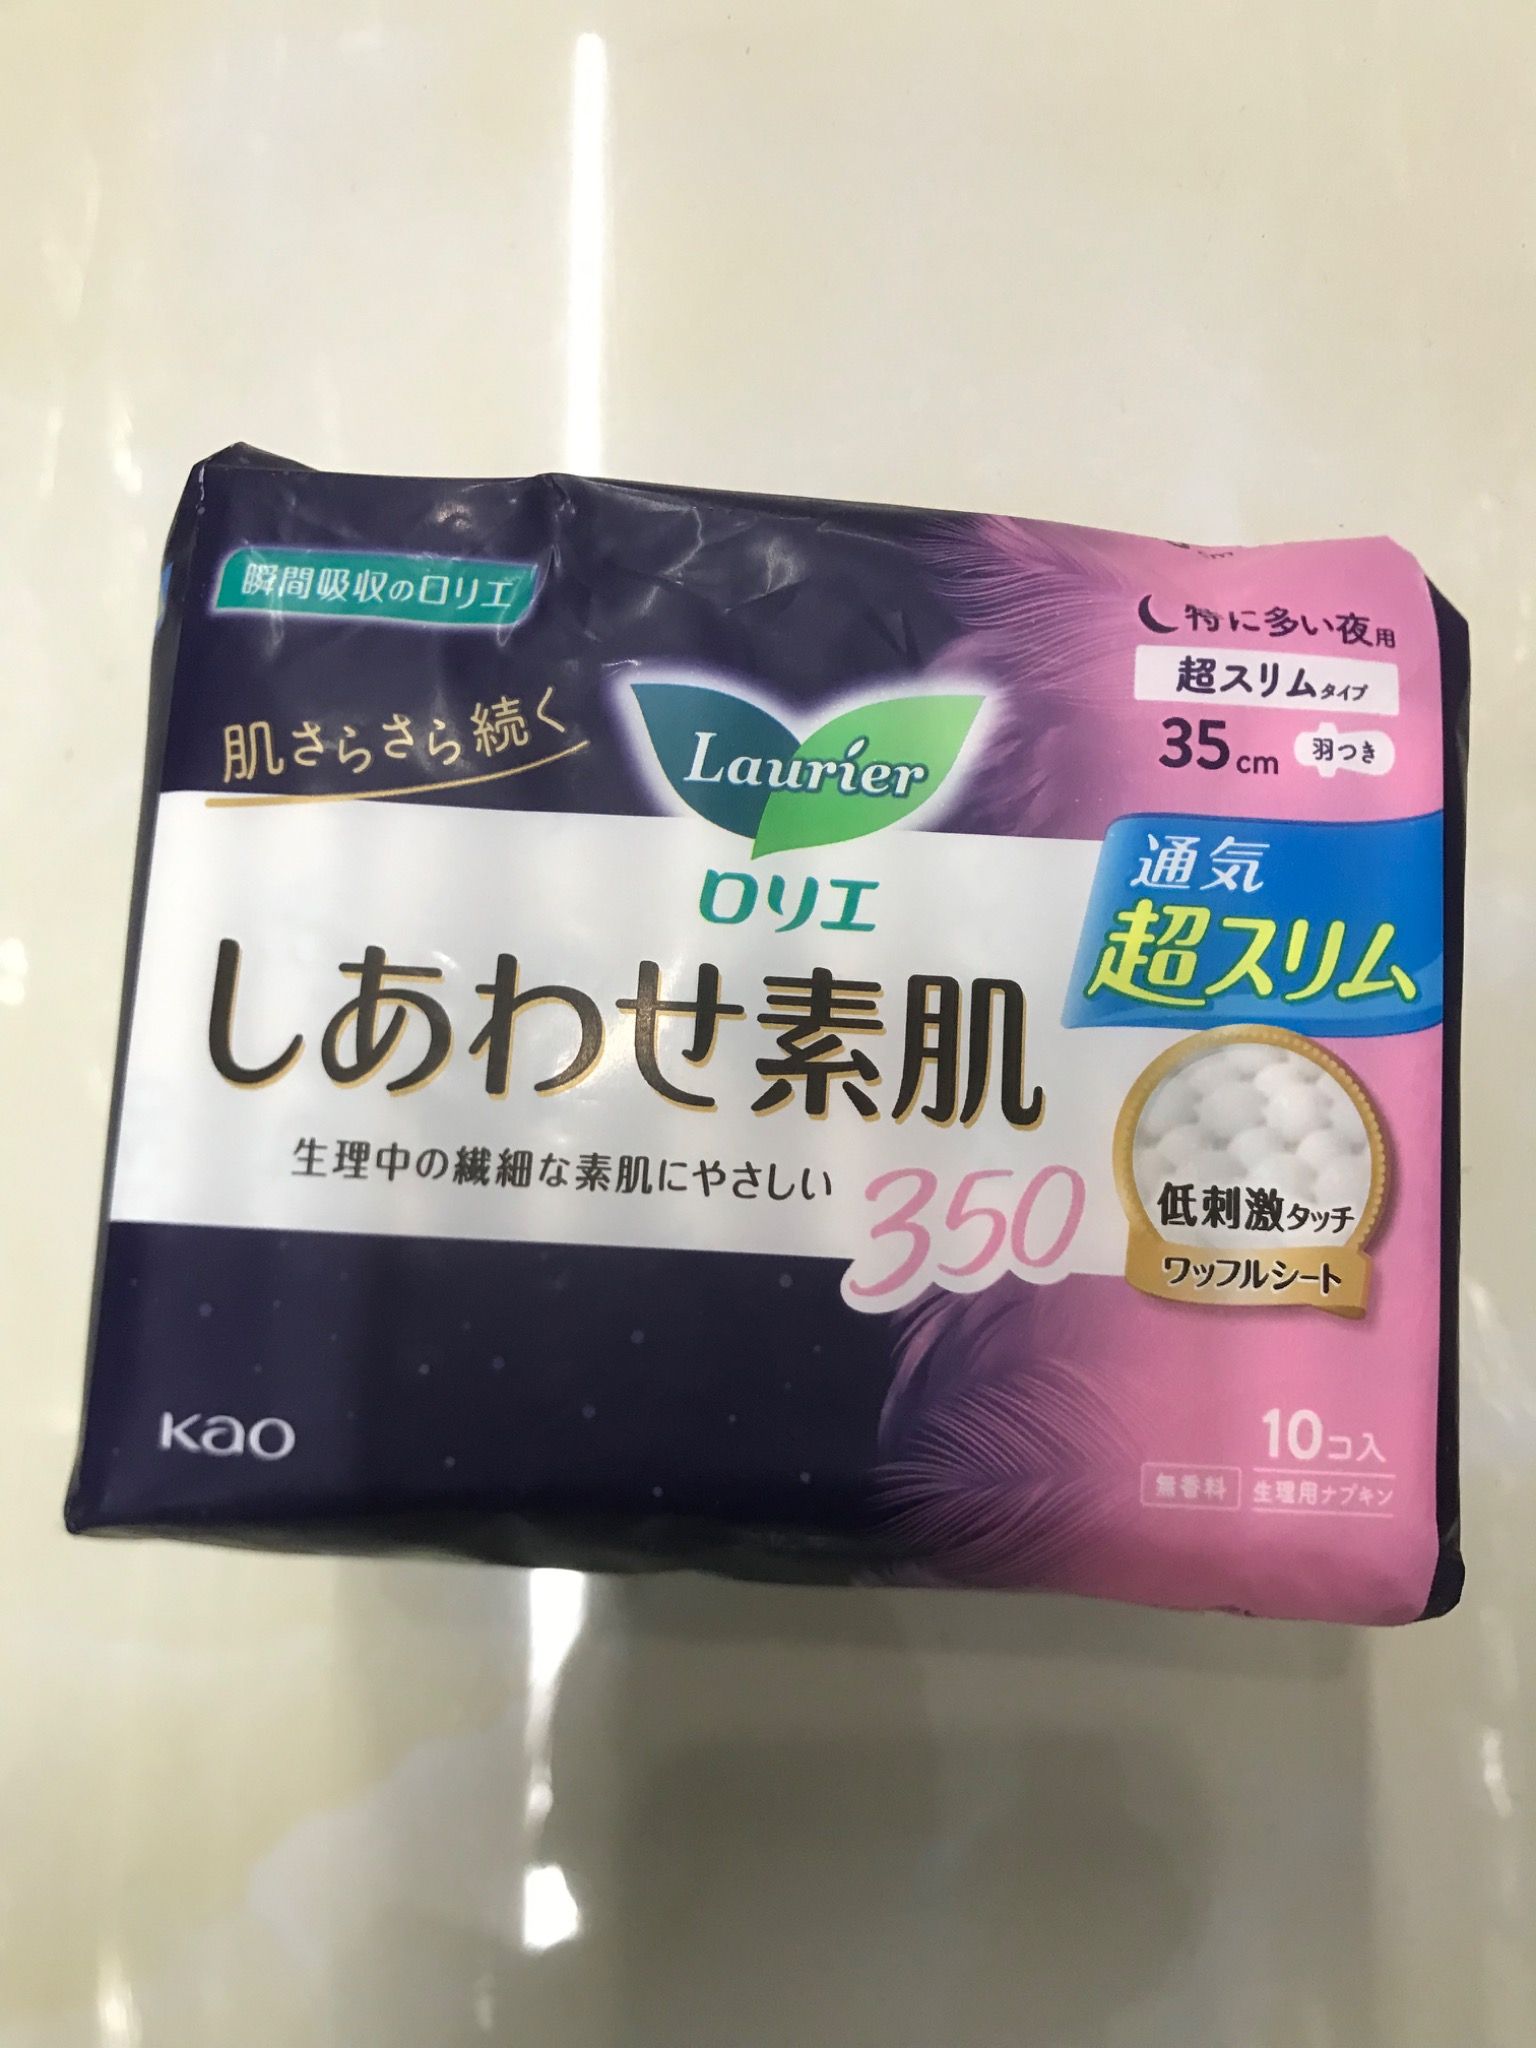 瞬間吸収のロリエ
肌さらさら続く
Laurier
ロリエ
しあわせ素肌
生理中の繊細な素肌にやさしい
350
特に多い夜用
超スリムタイプ
35cm 羽つき
通気
超スリム
低刺激タッチ
ワッフルシート
Kao
10コ入
無香料 生理用ナプキン